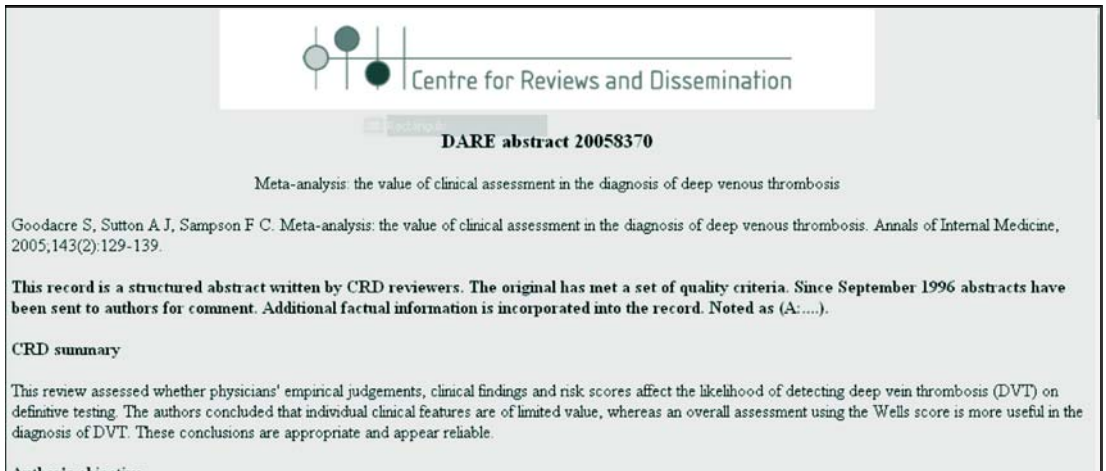 Centre for Reviews and Dissemination
DARE abstract 20058370
Meta-analysis: the value of clinical assessment in the diagnosis of deep venous thrombosis
Goodacre S, Sutton A J, Sampson F C. Meta-analysis: the value of clinical assessment in the diagnosis of deep venous thrombosis. Annals of Internal Medicine,
2005;143(2):129-139.
This record is a structured abstract written by CRD reviewers. The original has met a set of quality criteria. Since September 1996 abstracts have
been sent to authors for comment. Additional factual information is incorporated into the record. Noted as (A:....).
CRD summary
This review assessed whether physicians' empirical judgements, clinical findings and risk scores affect the likelihood of detecting deep vein thrombosis (DVT) on
definitive testing. The authors concluded that individual clinical features are of limited value, whereas an overall assessment using the Wells score is more useful in the
diagnosis of DVT. These conclusions are appropriate and appear reliable.